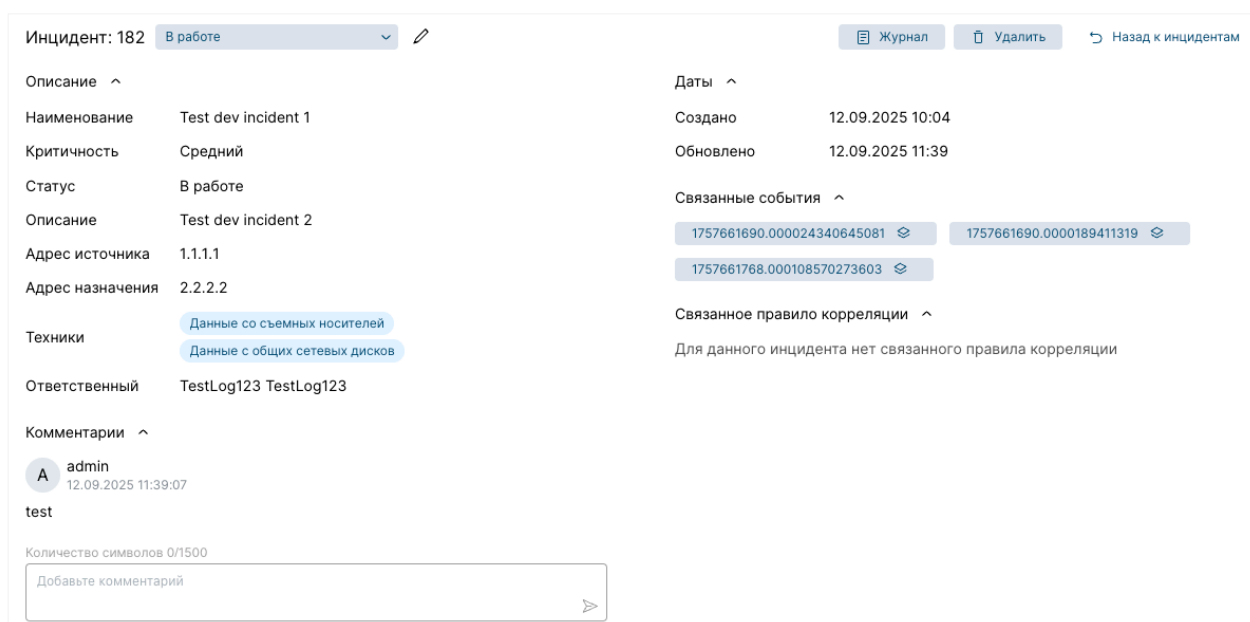 Инцидент: 182 В работе Журнал Удалить Назад к инцидентам
Описание
Наименование Test dev incident 1
Критичность Средний
Статус В работе
Описание Test dev incident 2
Адрес источника 1.1.1.1
Адрес назначения 2.2.2.2
Техники
Данные со съемных носителей
Данные с общих сетевых дисков
Ответственный TestLog123 TestLog123
Комментарии
A admin
12.09.2025 11:39:07
test
Количество символов 0/1500
Добавьте комментарий
Даты
Создано 12.09.2025 10:04
Обновлено 12.09.2025 11:39
Связанные события
1757661690.000024340645081 1757661690.0000189411319
1757661768.000108570273603
Связанное правило корреляции
Для данного инцидента нет связанного правила корреляции